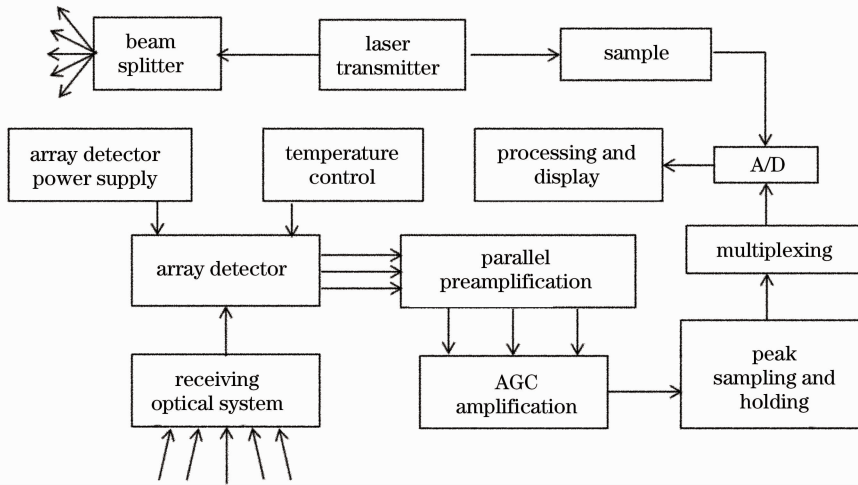 beam
splitter
laser
transmitter
sample
array detector
power supply
temperature
control
processing and
display
A/D
array detector
parallel
preamplification
multiplexing
receiving
optical system
AGC
amplification
peak
sampling and
holding